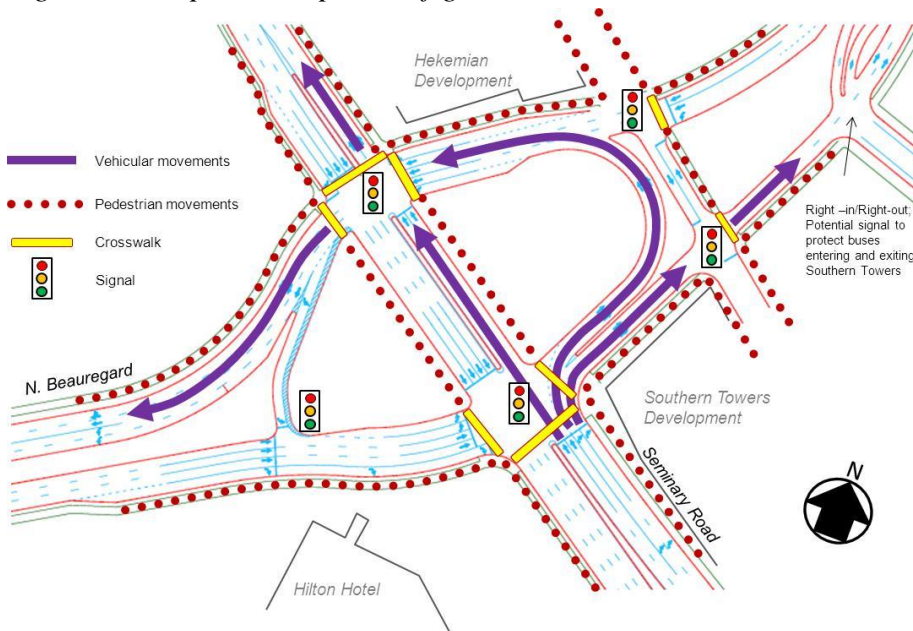 Hekemian
Development
Vehicular movements
Pedestrian movements
Crosswalk
Signal
Right –in/Right-out;
Potential signal to
protect buses
entering and exiting
Southern Towers
N. Beauregard
Southern Towers
Development
Seminary Road
N
Hilton Hotel